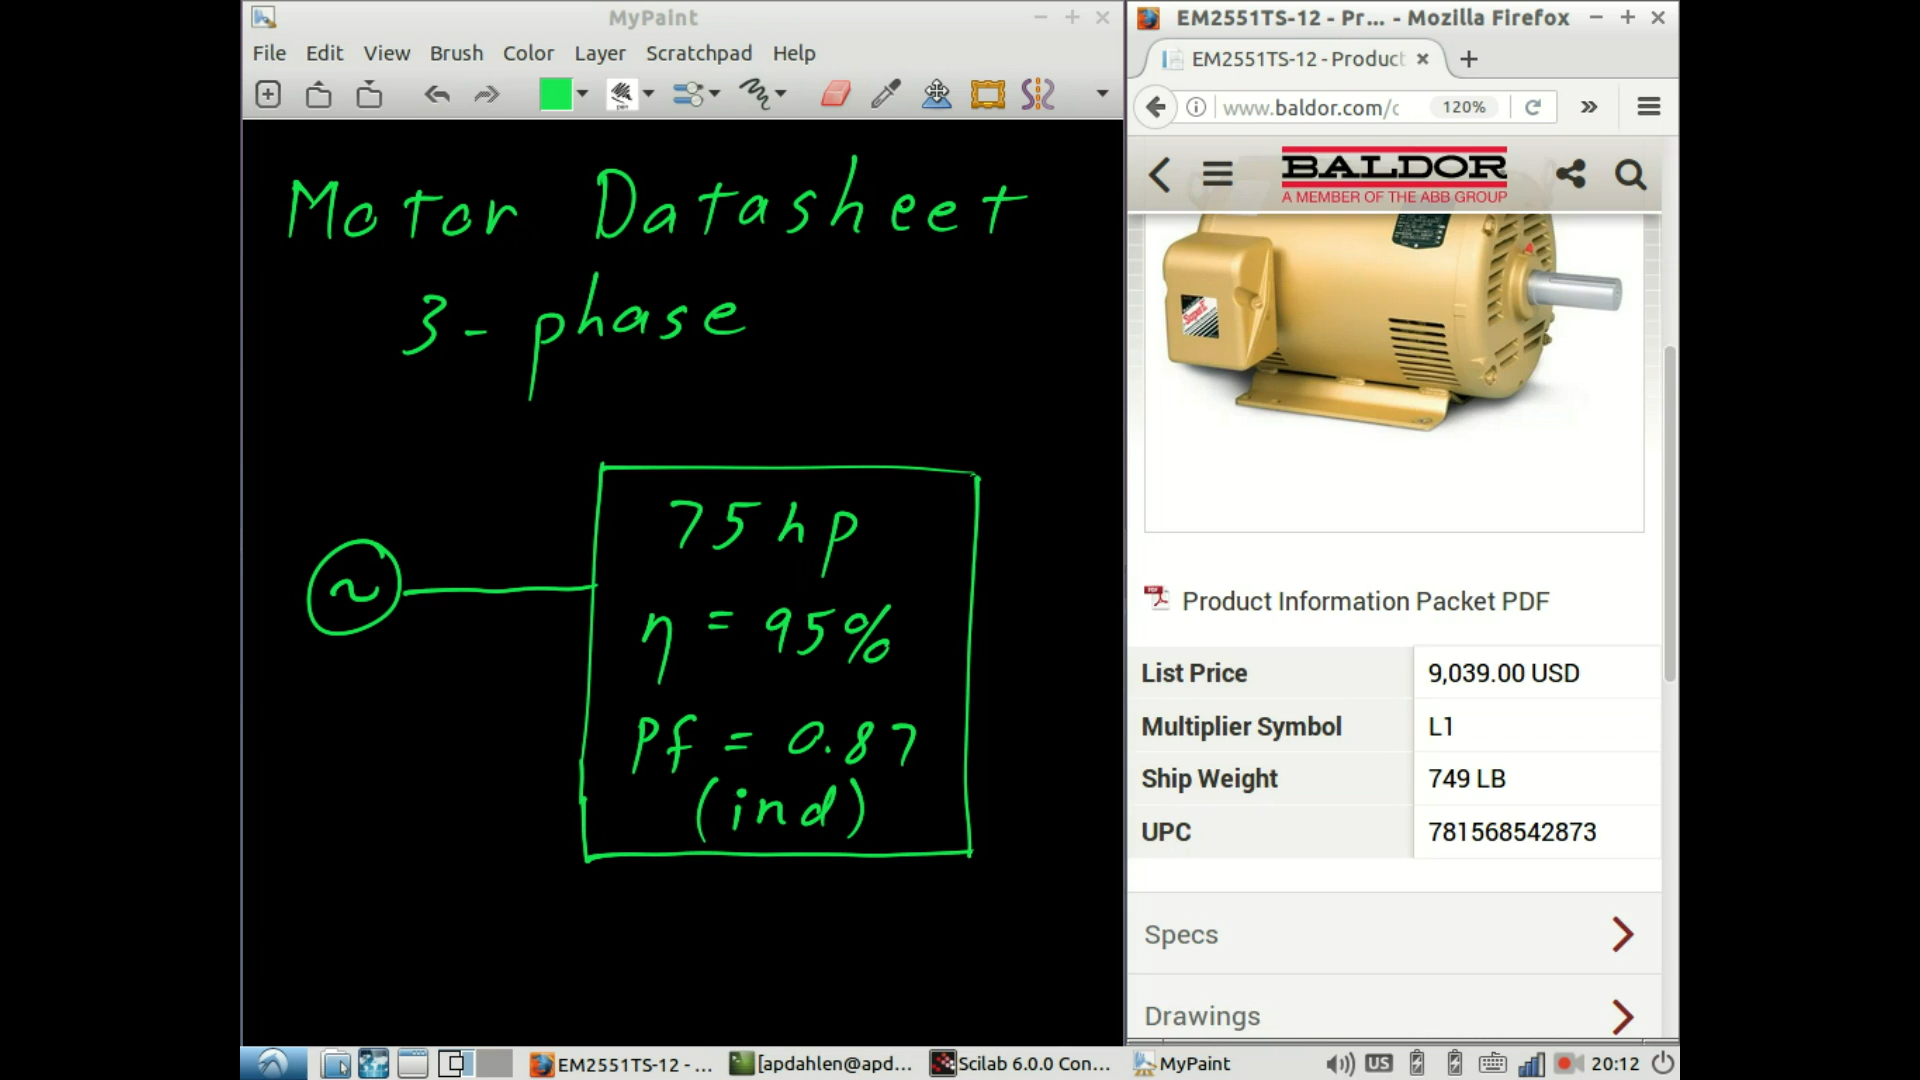 MyPaint
File Edit View Brush Color Layer Scratchpad Help
Motor Datasheet
3-phase
~
75 hp
η = 95%
Pf = 0.87
(ind)
EM2551TS-12 - Pr... - Mozilla Firefox
EM2551TS-12 - Product
www.baldor.com/c 120%
BALDOR
A MEMBER OF THE ABB GROUP
Product Information Packet PDF
List Price 9,039.00 USD
Multiplier Symbol L1
Ship Weight 749 LB
UPC 781568542873
Specs
Drawings
EM2551TS-12 - ... [apdahlen@apd... Scilab 6.0.0 Con... MyPaint US 20:12